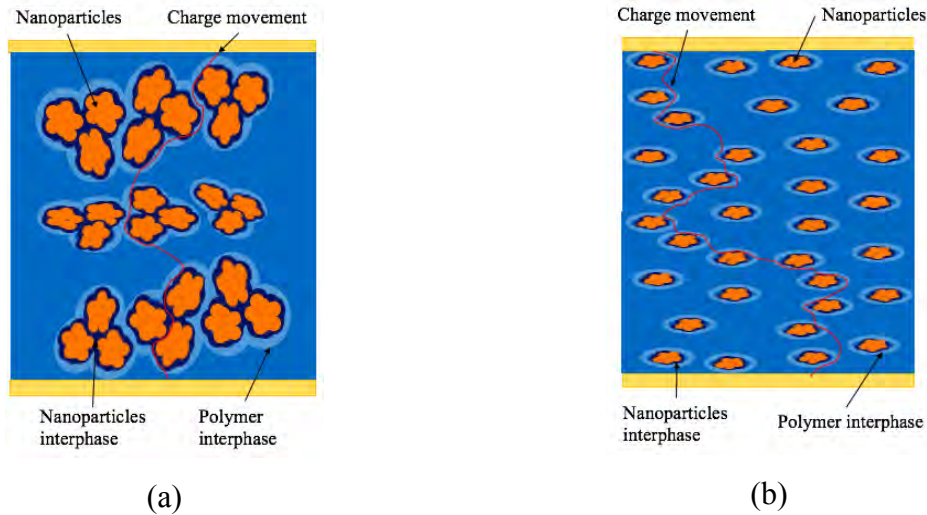 Nanoparticles
Charge movement
Nanoparticles
interphase
Polymer
interphase
(a)
Charge movement
Nanoparticles
Nanoparticles
interphase
Polymer interphase
(b)